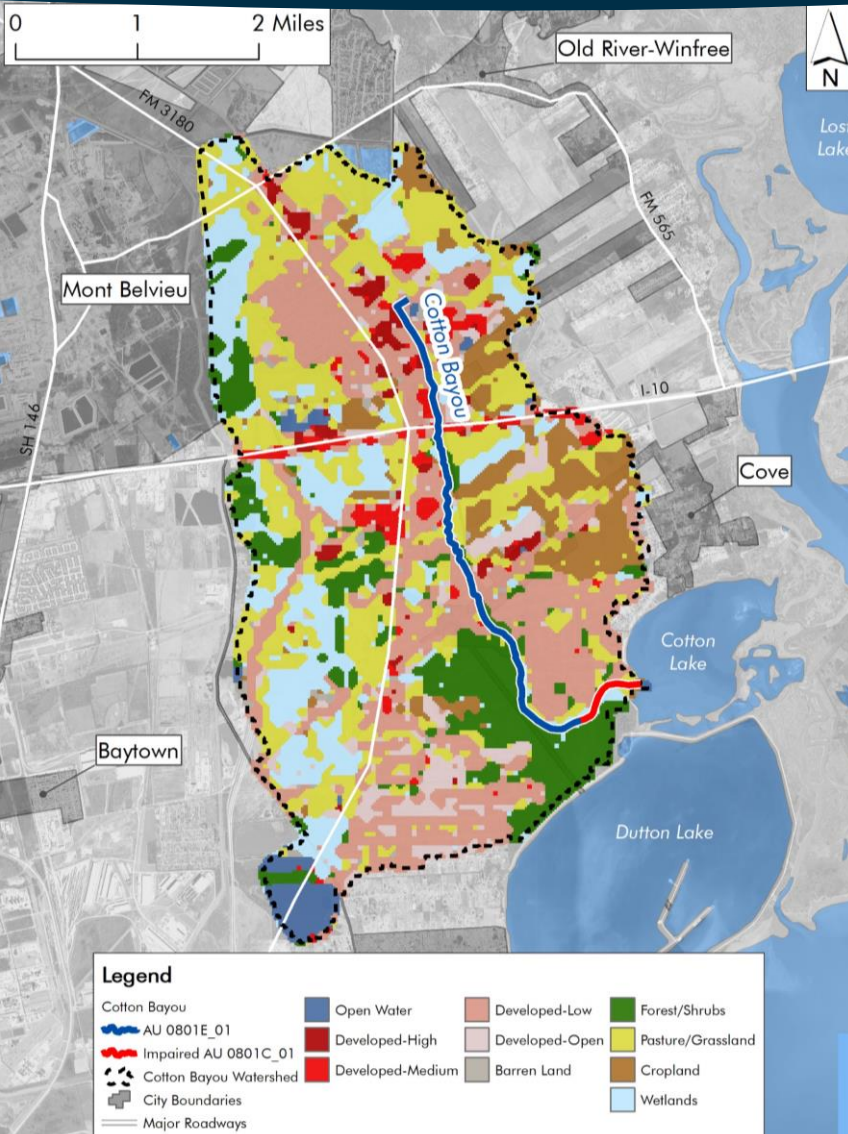 0 1 2 Miles
Old River-Winfree
N
FM 3180
Lost
Lake
FM 565
Mont Belvieu
Cotton Bayou
I-10
SH 146
Cove
Cotton
Lake
Baytown
Dutton Lake
Legend
Cotton Bayou
AU 0801E_01
Impaired AU 0801C_01
Cotton Bayou Watershed
City Boundaries
Major Roadways
Open Water
Developed-High
Developed-Medium
Developed-Low
Developed-Open
Barren Land
Forest/Shrubs
Pasture/Grassland
Cropland
Wetlands